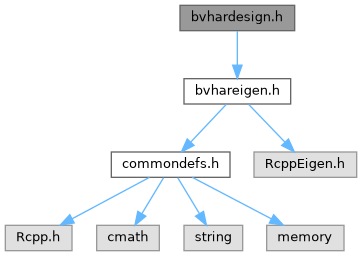 bvhardesign.h
bvhareigen.h
commondefs.h
RcppEigen.h
Rcpp.h
cmath
string
memory